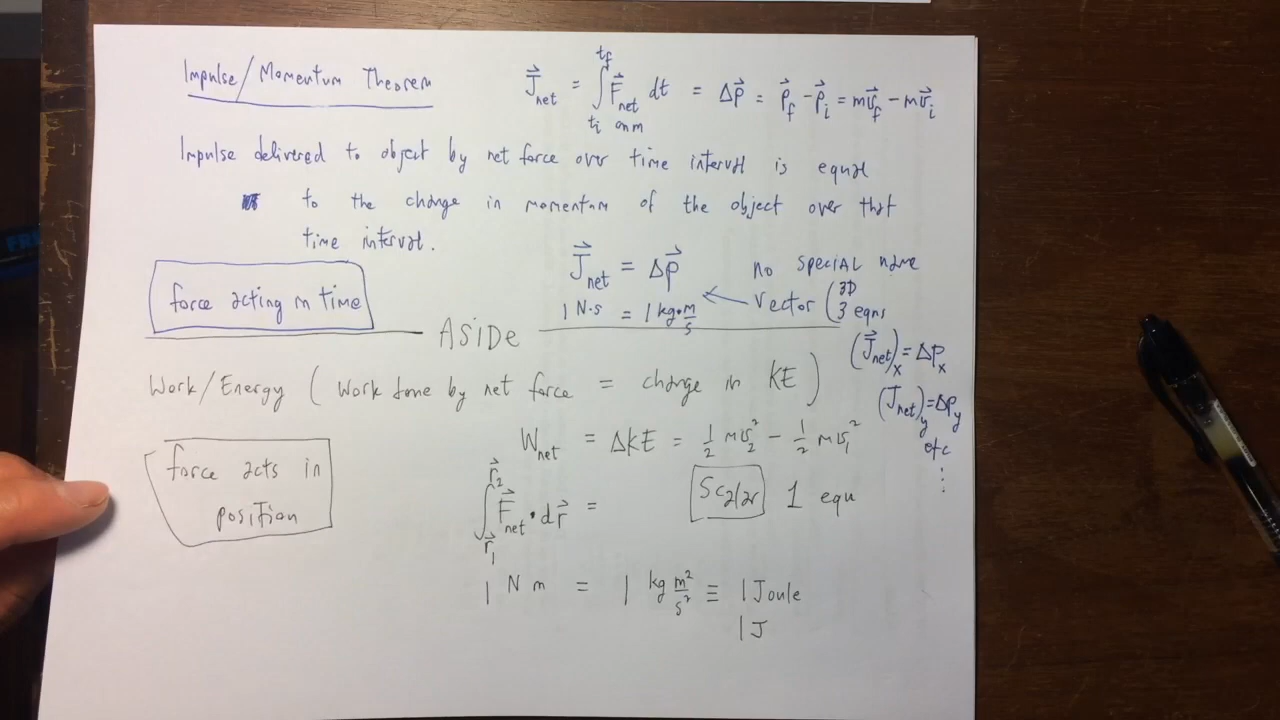 Impulse/Momentum Theorem
J⃗net = ∫ti^tf F⃗net on m dt = Δp⃗ = p⃗f − p⃗i = mv⃗f − mv⃗i
Impulse delivered to object by net force over time interval is equal
to the change in momentum of the object over that
time interval.
J⃗net = Δp⃗
1 N·s = 1 kg·m/s
no special name
vector (3D
3 eqns
force acting in time
(J⃗net)x = Δpx
(Jnet)y = Δpy
etc
⋮
ASIDE
Work/Energy (Work done by net force = change in KE)
Wnet = ΔKE = 1/2 mv2² − 1/2 mv1²
force acts in
position
∫r⃗1^r⃗2 F⃗net · dr⃗ =
Scalar 1 equ
1 N m = 1 kg m²/s² ≡ 1 Joule
1 J